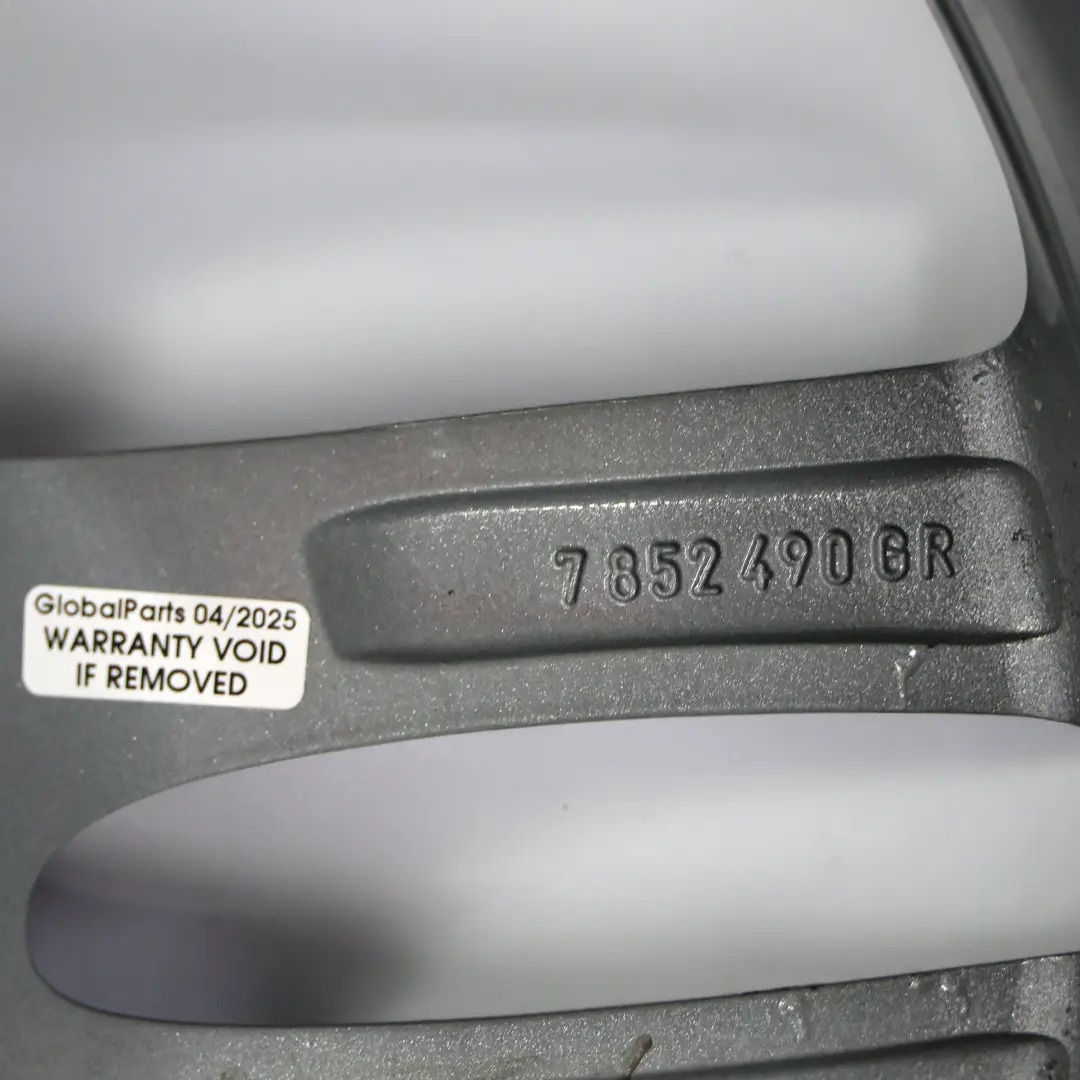 7 852 490 GR
GlobalParts 04/2025
WARRANTY VOID
IF REMOVED